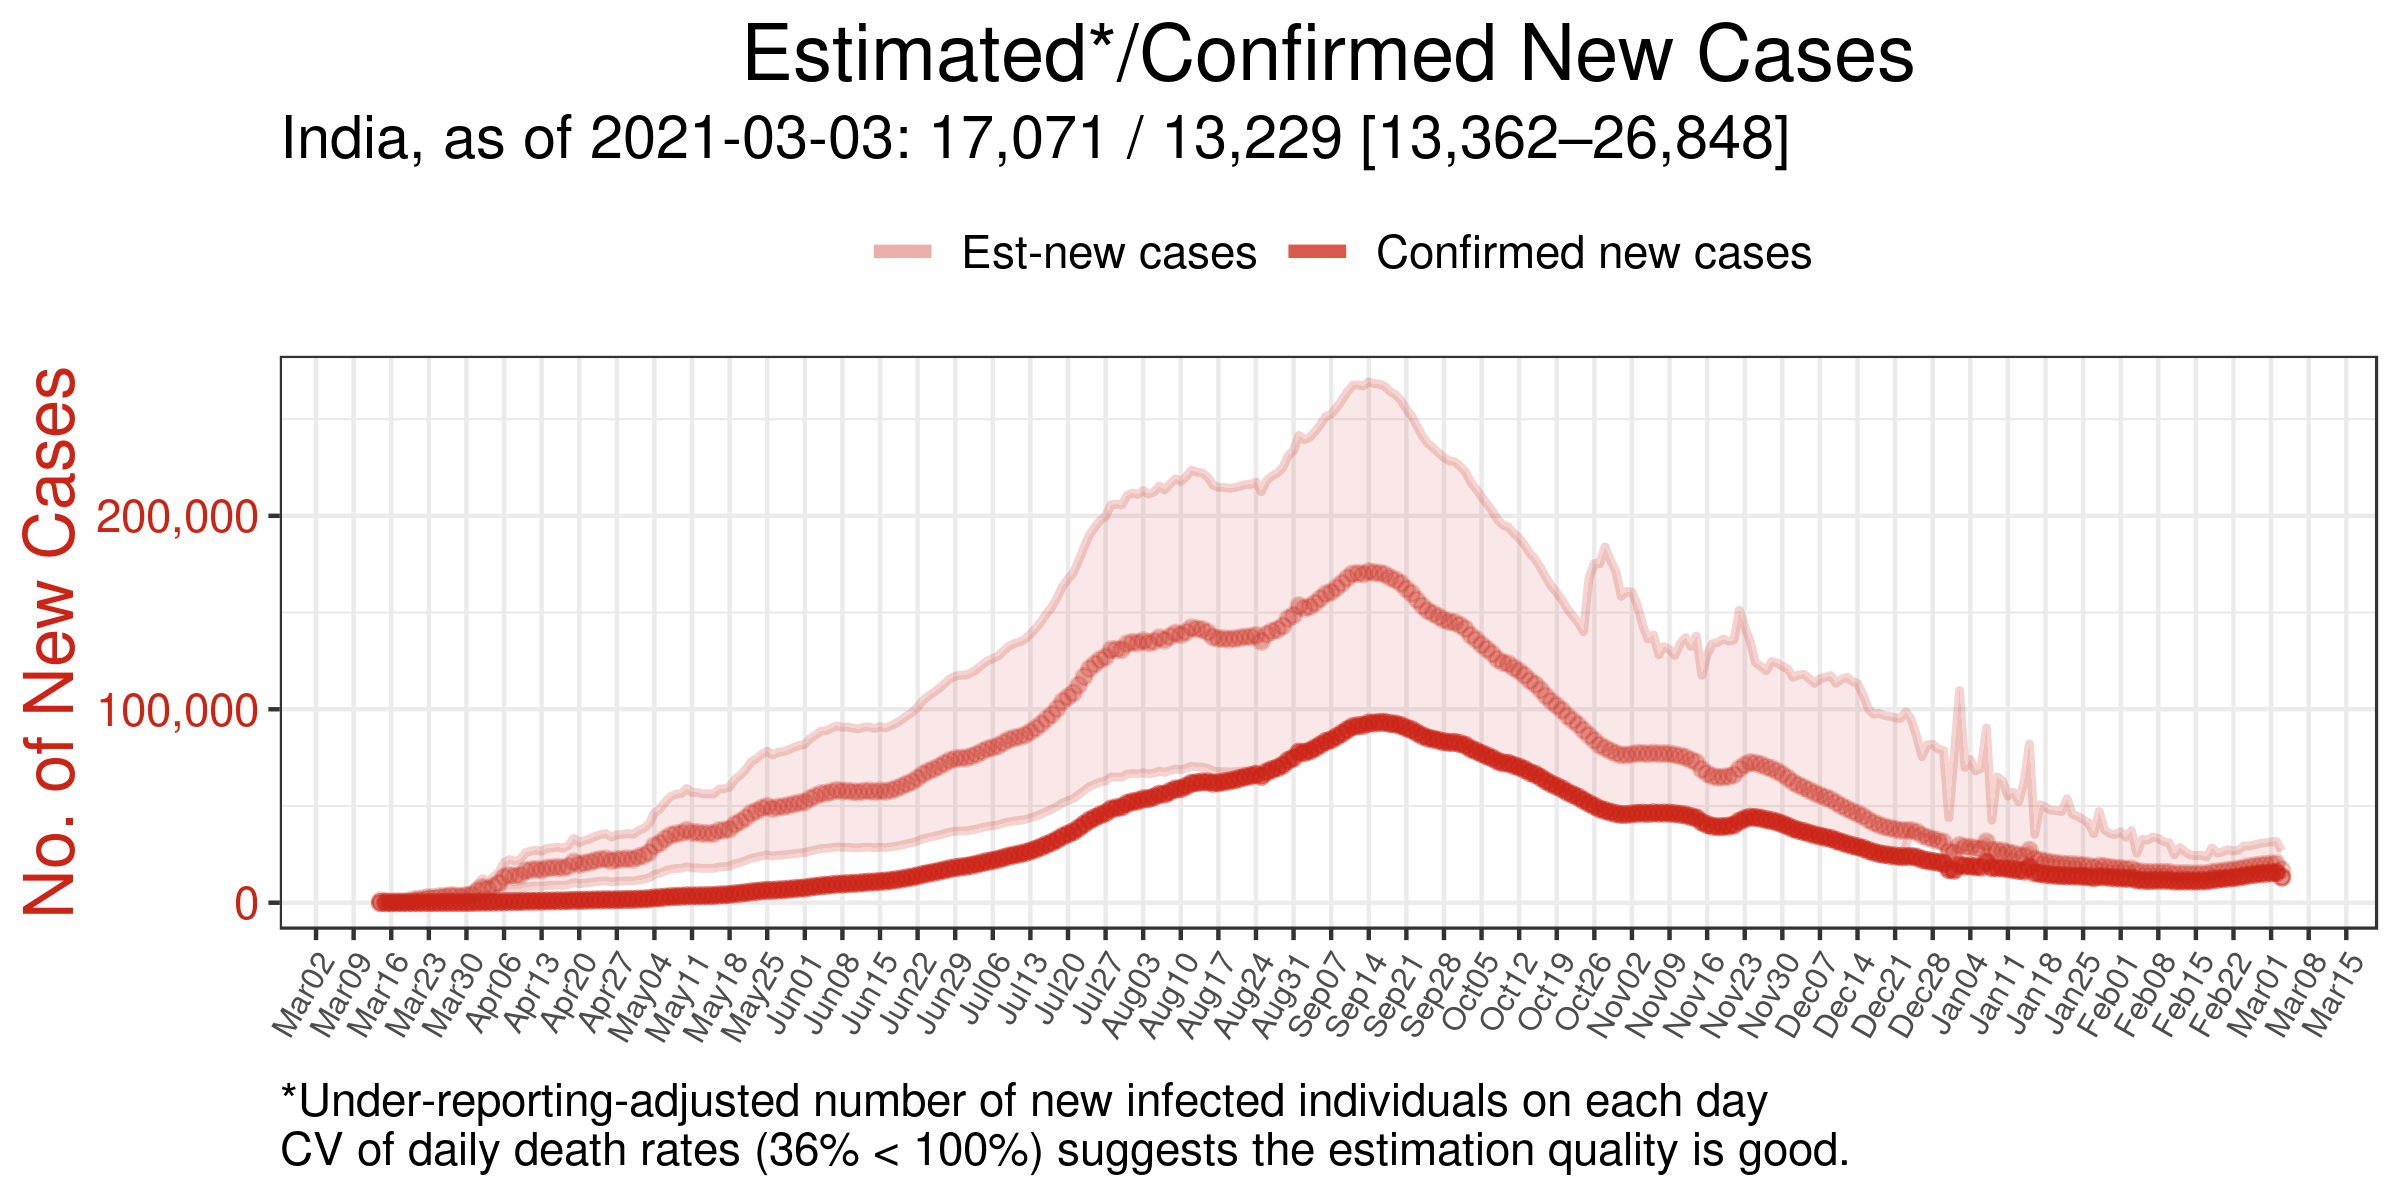 Estimated*/Confirmed New Cases
India, as of 2021-03-03: 17,071 / 13,229 [13,362–26,848]
Est-new cases Confirmed new cases
No. of New Cases
200,000
100,000
0
Mar02 Mar09 Mar16 Mar23 Mar30 Apr06 Apr13 Apr20 Apr27 May04 May11 May18 May25 Jun01 Jun08 Jun15 Jun22 Jun29 Jul06 Jul13 Jul20 Jul27 Aug03 Aug10 Aug17 Aug24 Aug31 Sep07 Sep14 Sep21 Sep28 Oct05 Oct12 Oct19 Oct26 Nov02 Nov09 Nov16 Nov23 Nov30 Dec07 Dec14 Dec21 Dec28 Jan04 Jan11 Jan18 Jan25 Feb01 Feb08 Feb15 Feb22 Mar01 Mar08 Mar15
*Under-reporting-adjusted number of new infected individuals on each day
CV of daily death rates (36% < 100%) suggests the estimation quality is good.